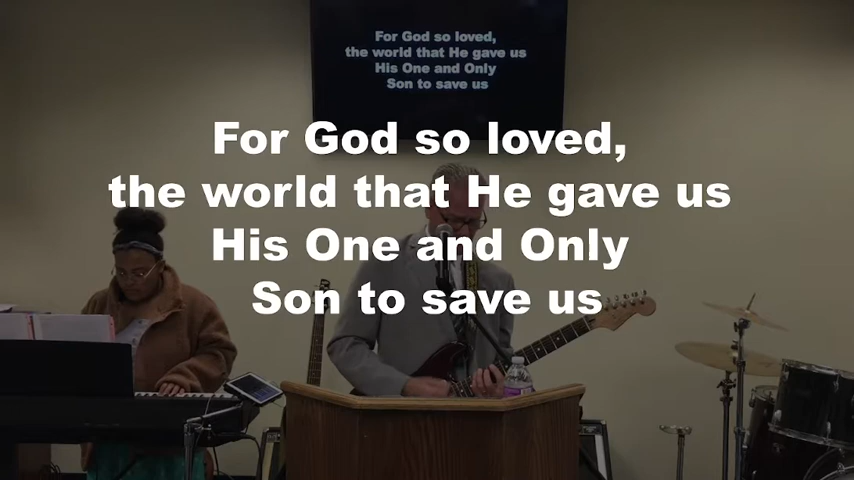 For God so loved,
the world that He gave us
His One and Only
Son to save us
For God so loved,
the world that He gave us
His One and Only
Son to save us